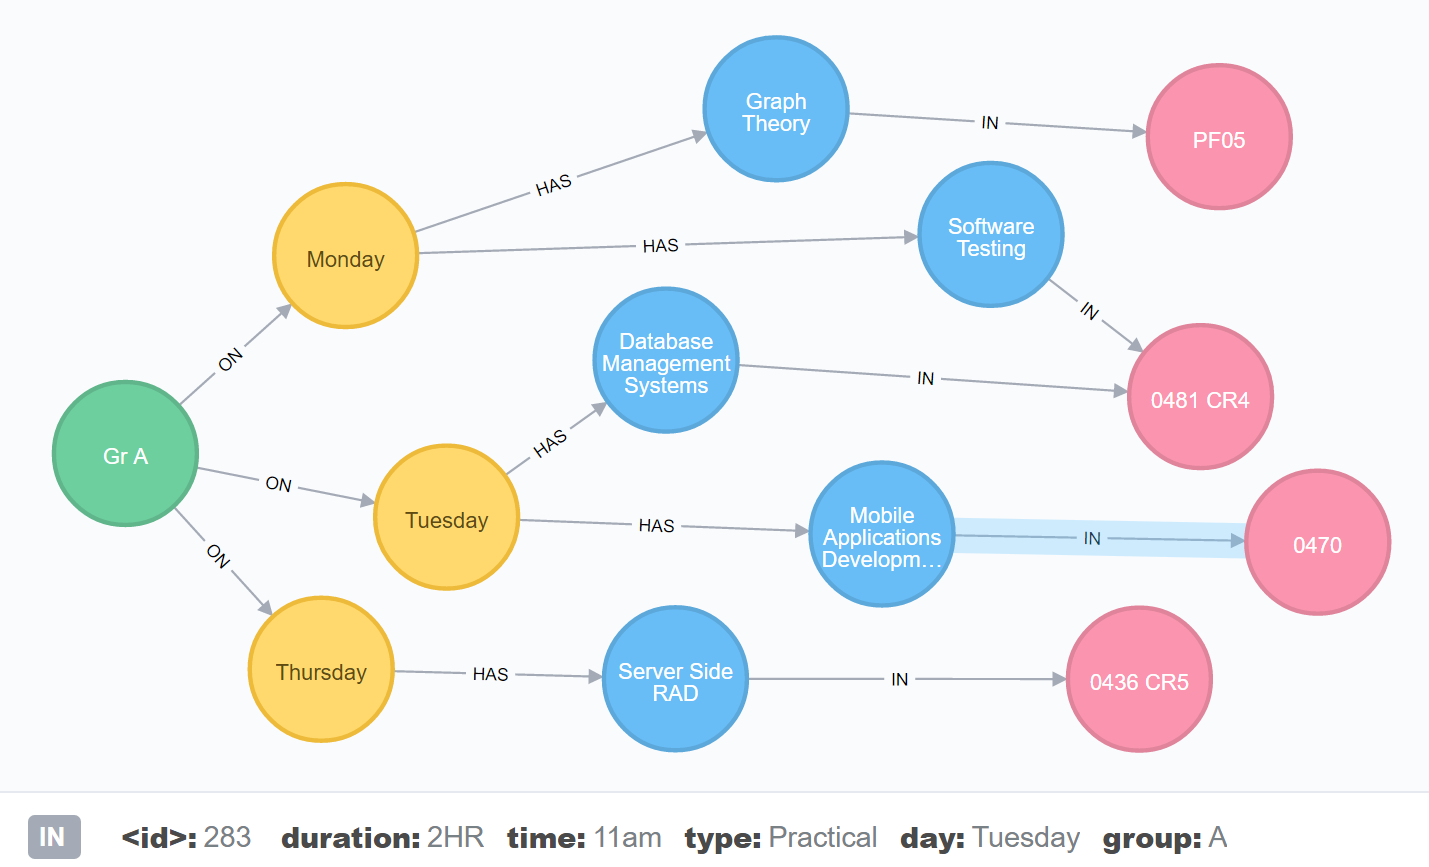 Graph
Theory
IN
PF05
HAS
Software
Testing
Monday
HAS
IN
ON
Database
Management
Systems
IN
0481 CR4
HAS
Gr A
ON
Tuesday
HAS
Mobile
Applications
Developm…
IN
0470
ON
Thursday
HAS
Server Side
RAD
IN
0436 CR5
IN <id>: 283 duration: 2HR time: 11am type: Practical day: Tuesday group: A